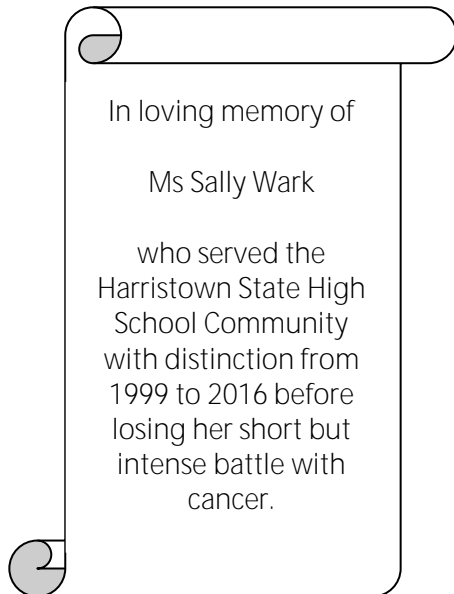 In loving memory of
Ms Sally Wark
who served the
Harristown State High
School Community
with distinction from
1999 to 2016 before
losing her short but
intense battle with
cancer.